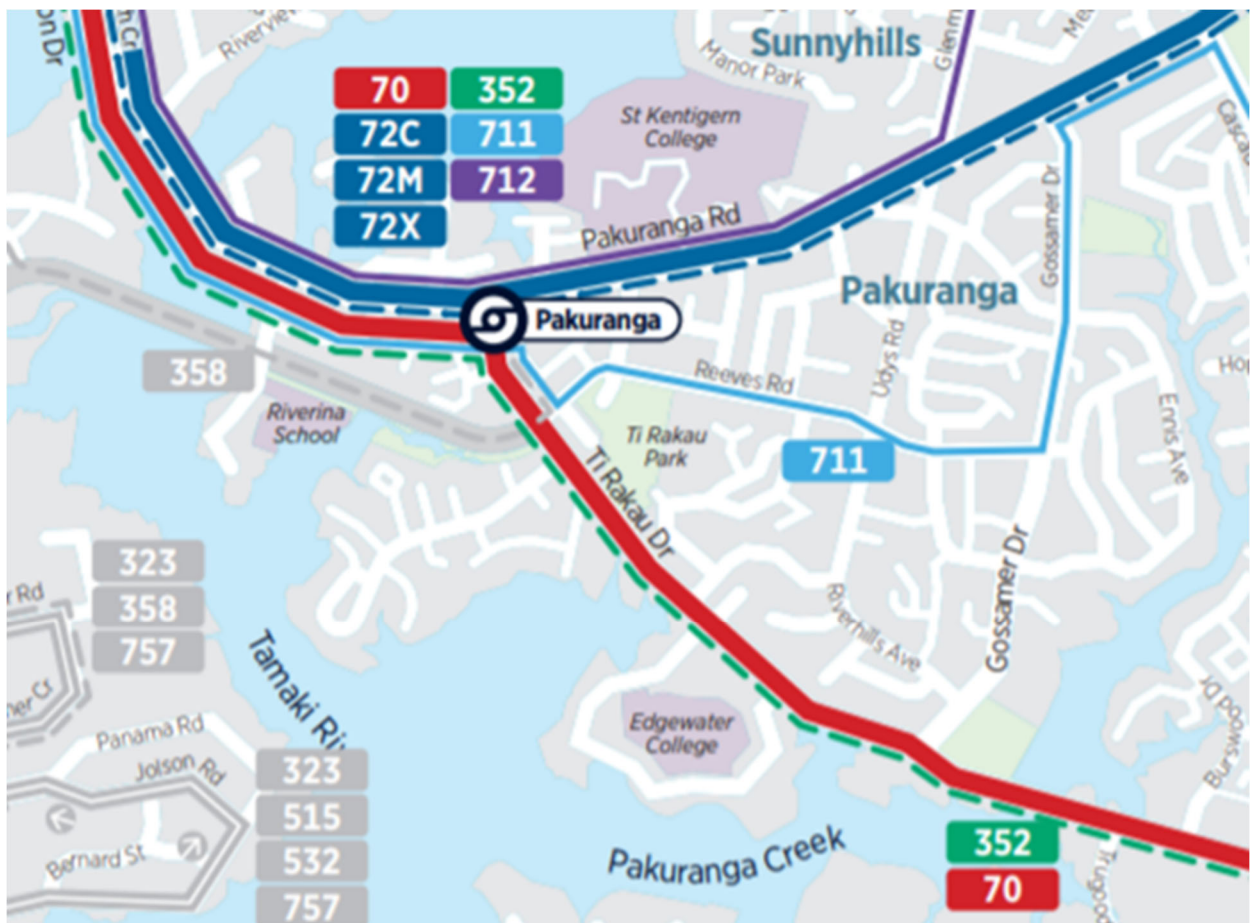 Riverview
Sunnyhills
Manor Park
70
352
72C
711
72M
712
72X
St Kentigern
College
Pakuranga Rd
Gossamer Dr
Pakuranga
Pakuranga
358
Reeves Rd
Udys Rd
Riverina
School
Ti Rakau
Park
Ennis Ave
711
Ti Rakau Dr
323
358
757
Gossamer Dr
Riverhills Ave
Tamaki
Edgewater
College
Panama Rd
Jolson Rd
323
515
532
757
Bernard St
Pakuranga Creek
352
70